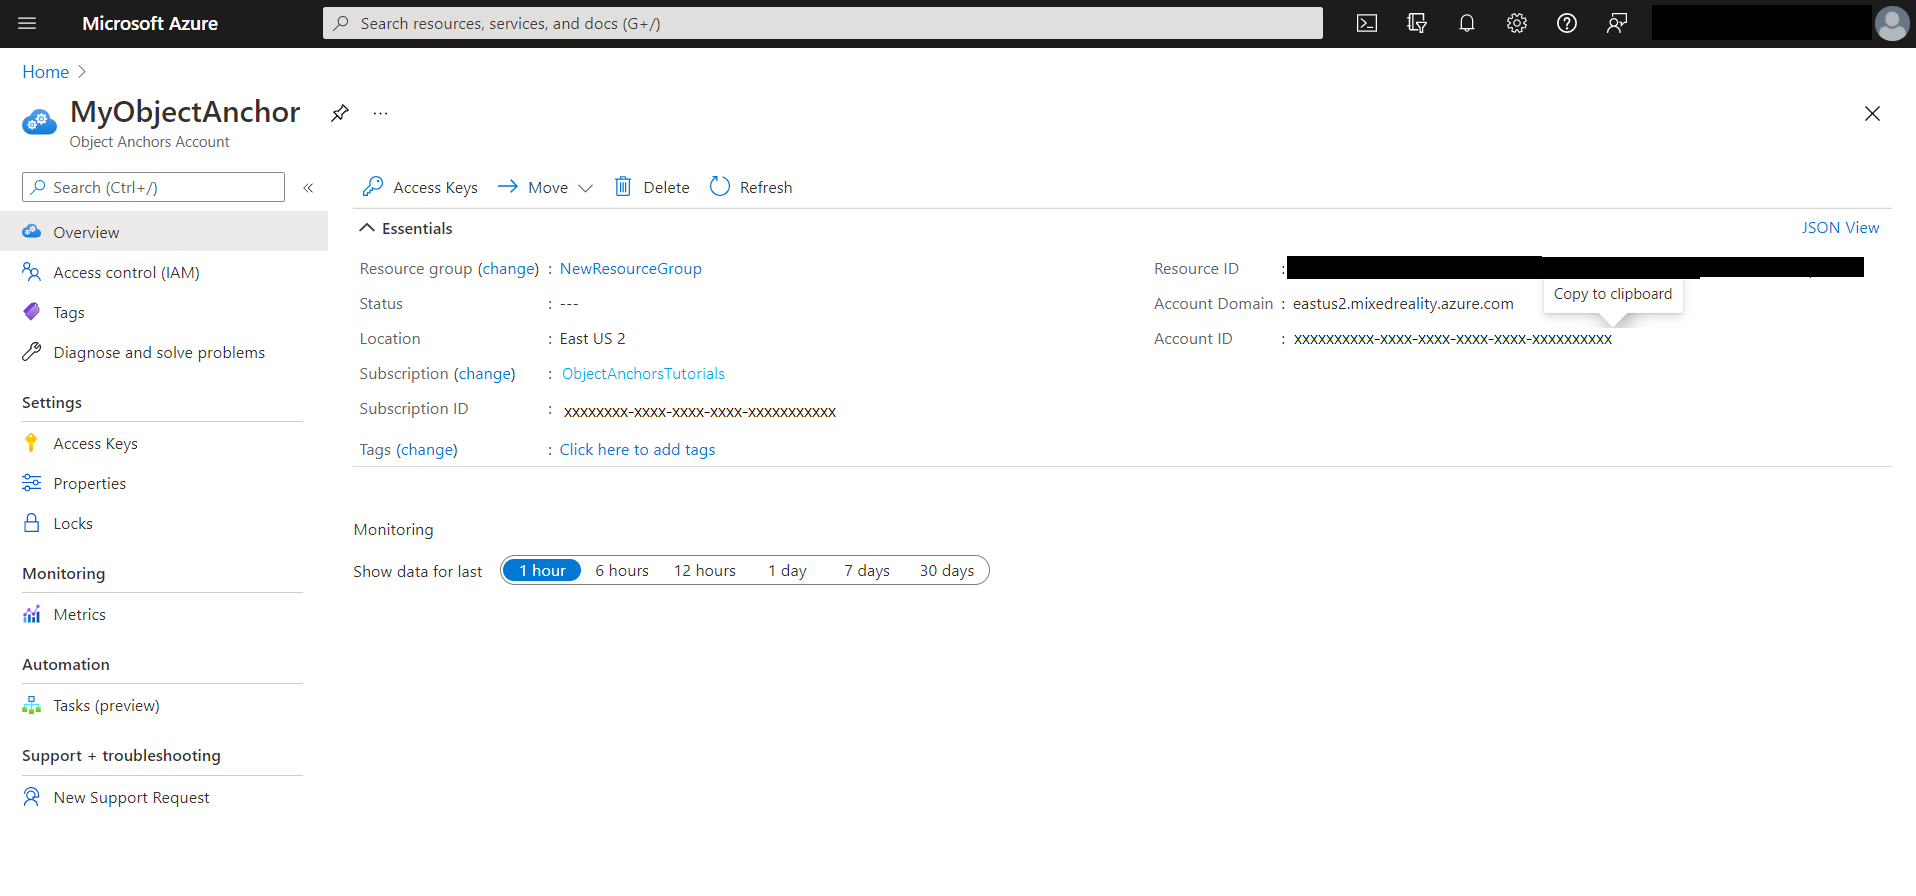 Microsoft Azure
Search resources, services, and docs (G+/)
Home
MyObjectAnchor
Object Anchors Account
Search (Ctrl+/)
Overview
Access control (IAM)
Tags
Diagnose and solve problems
Settings
Access Keys
Properties
Locks
Monitoring
Metrics
Automation
Tasks (preview)
Support + troubleshooting
New Support Request
Access Keys Move Delete Refresh
Essentials
JSON View
Resource group (change) : NewResourceGroup
Status : ---
Location : East US 2
Subscription (change) : ObjectAnchorsTutorials
Subscription ID : xxxxxxxx-xxxx-xxxx-xxxx-xxxxxxxxxxx
Tags (change) : Click here to add tags
Resource ID :
Copy to clipboard
Account Domain : eastus2.mixedreality.azure.com
Account ID : xxxxxxxxxx-xxxx-xxxx-xxxx-xxxx-xxxxxxxxxx
Monitoring
Show data for last 1 hour 6 hours 12 hours 1 day 7 days 30 days